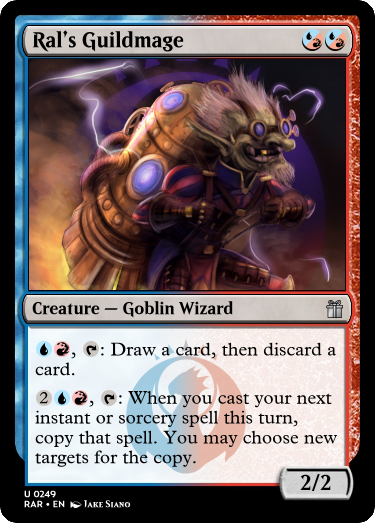 Ral's Guildmage
Creature — Goblin Wizard
, : Draw a card, then discard a
card.
2 , : When you cast your next
instant or sorcery spell this turn,
copy that spell. You may choose new
targets for the copy.
2/2
U 0249
RAR • EN Jake Siano